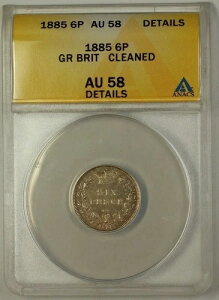 1885 6P AU 58 DETAILS
1885 6P
GR BRIT CLEANED
AU 58
DETAILS
ANACS
SIX
PENCE